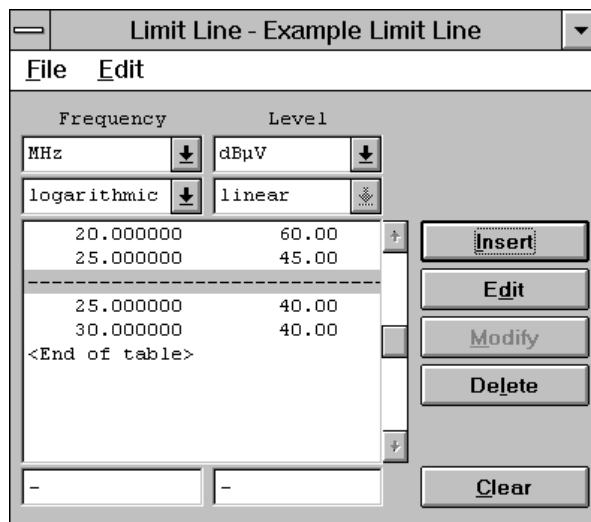 Limit Line - Example Limit Line
File Edit
Frequency Level
MHz dBµV
logarithmic linear
20.000000 60.00
25.000000 45.00
--------------------------------
25.000000 40.00
30.000000 40.00
<End of table>
- -
Insert
Edit
Modify
Delete
Clear